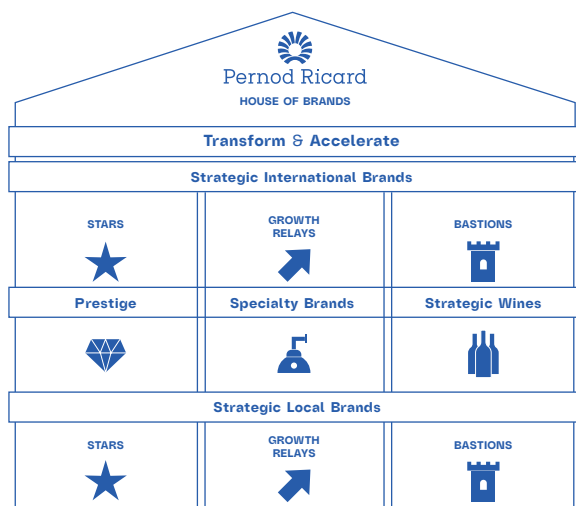 Pernod Ricard
HOUSE OF BRANDS
Transform & Accelerate
Strategic International Brands
STARS
GROWTH
RELAYS
BASTIONS
Prestige
Specialty Brands
Strategic Wines
Strategic Local Brands
STARS
GROWTH
RELAYS
BASTIONS